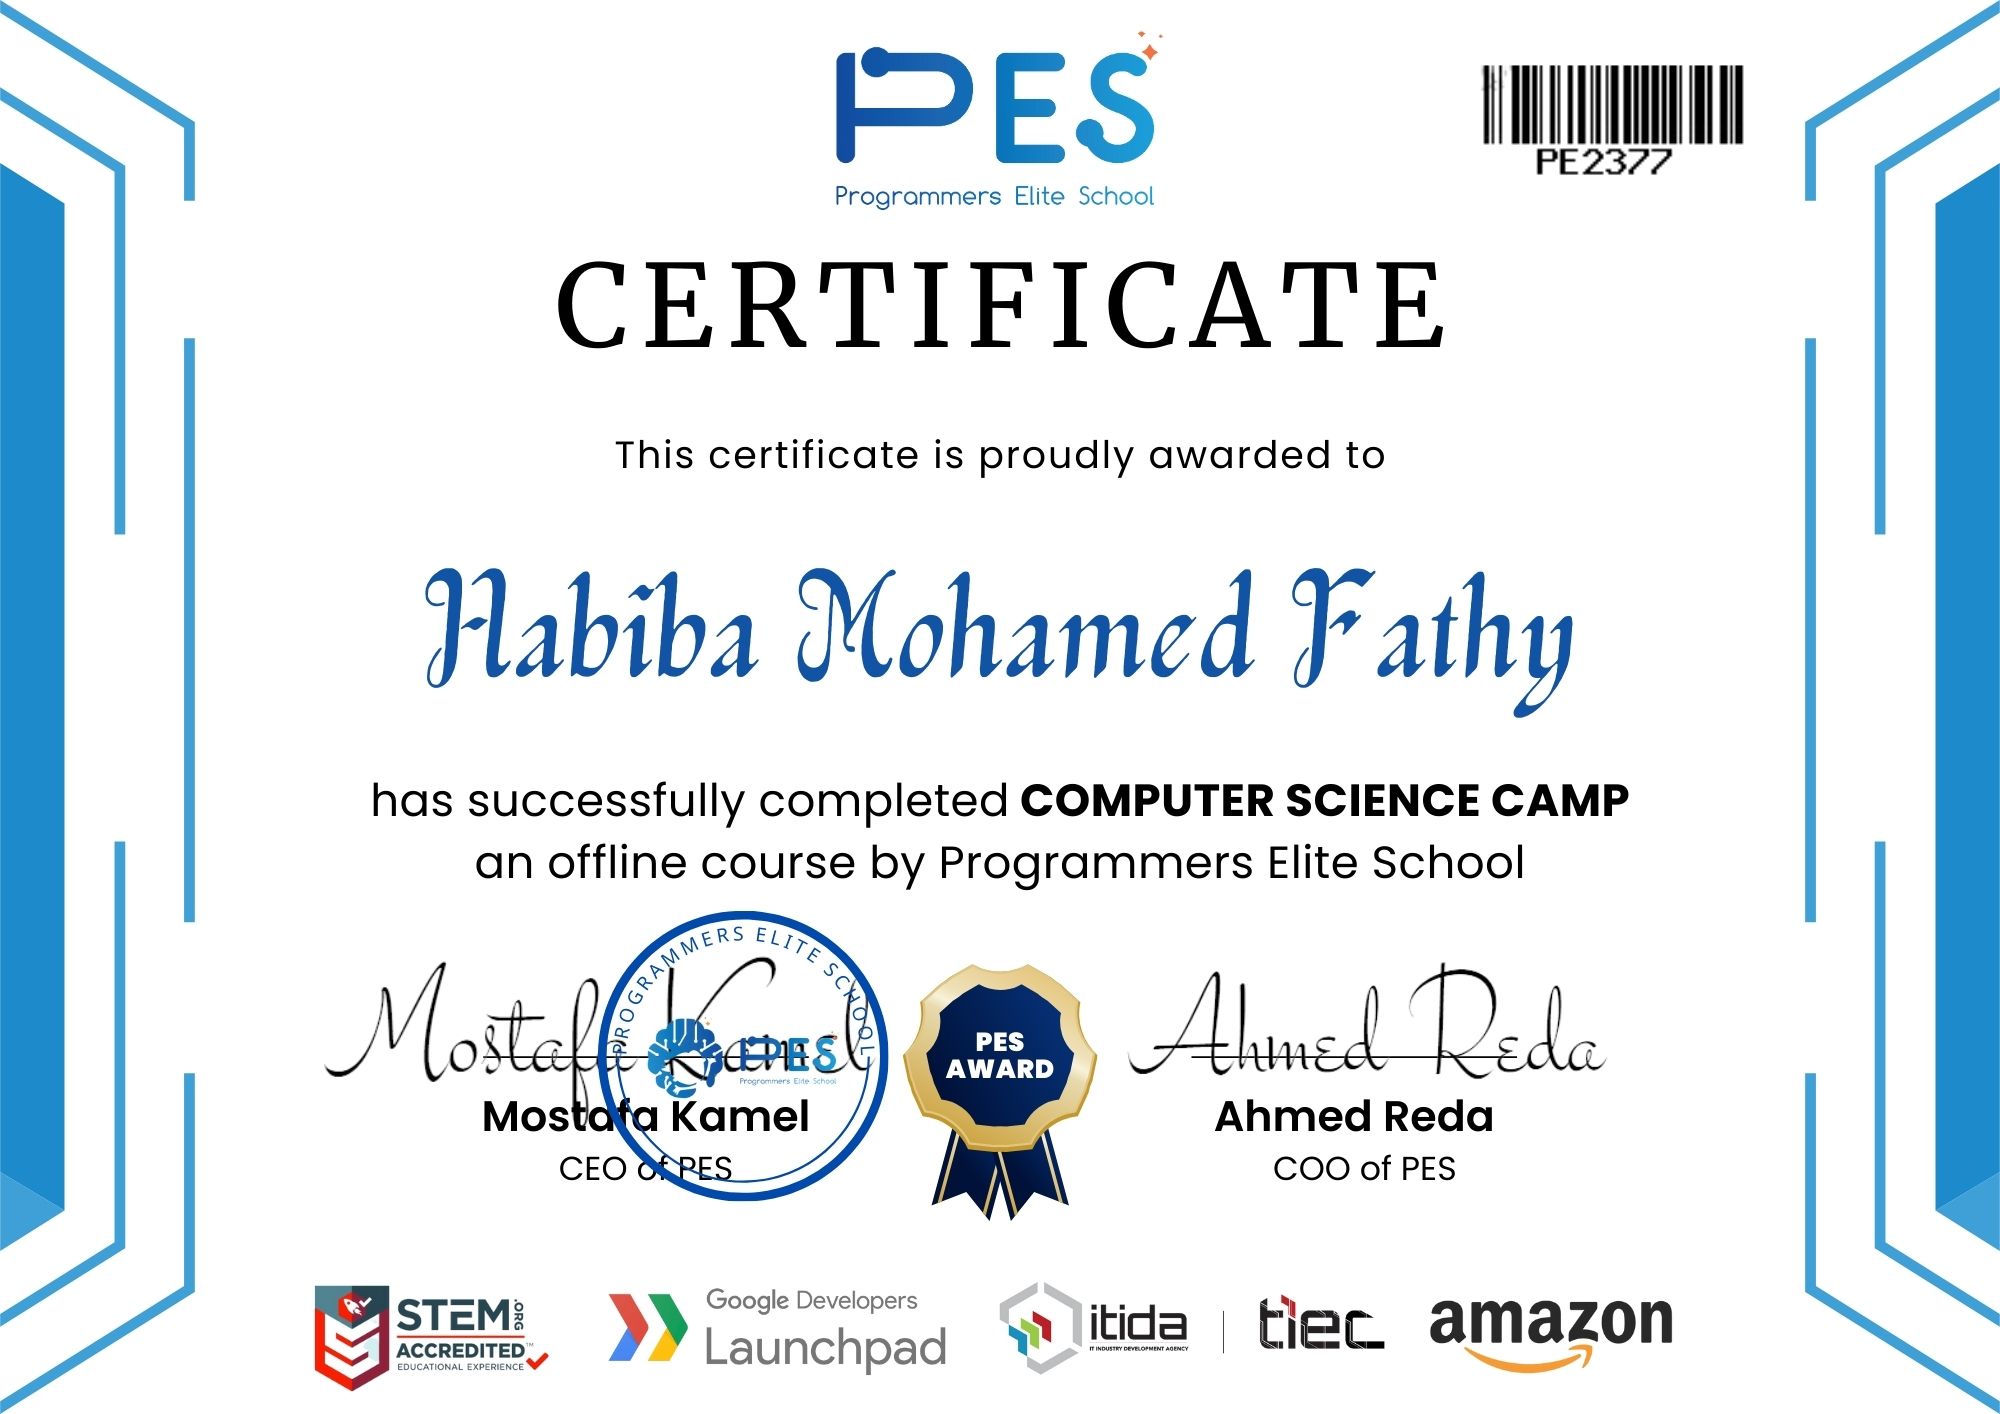 PES
Programmers Elite School
PE2377
CERTIFICATE
This certificate is proudly awarded to
Habiba Mohamed Fathy
has successfully completed COMPUTER SCIENCE CAMP
an offline course by Programmers Elite School
Mostafa Kamel
PROGRAMMERS ELITE SCHOOL
PES
Programmers Elite School
Mostafa Kamel
CEO of PES
PES
AWARD
Ahmed Reda
Ahmed Reda
COO of PES
STEM.ORG
ACCREDITED™
EDUCATIONAL EXPERIENCE
Google Developers
Launchpad
itida
IT INDUSTRY DEVELOPMENT AGENCY
tiec
amazon